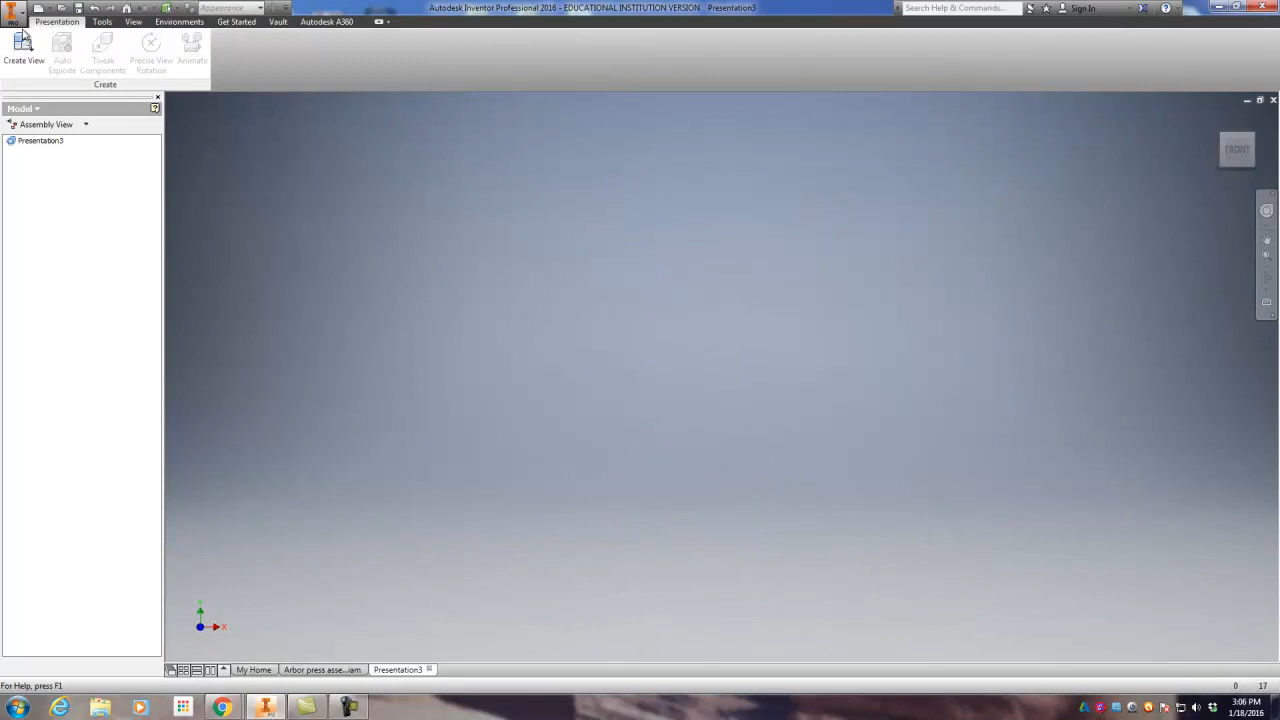 Appearance
Autodesk Inventor Professional 2016 - EDUCATIONAL INSTITUTION VERSION Presentation3
Search Help & Commands...
Sign In
PRO
Presentation Tools View Environments Get Started Vault Autodesk A360
Create View
Auto Explode
Tweak Components
Precise View Rotation
Animate
Create
Model
Assembly View
Presentation3
FRONT
Y
X
My Home Arbor press asse...iam Presentation3
For Help, press F1
0 17
PRO
3:06 PM
1/18/2016